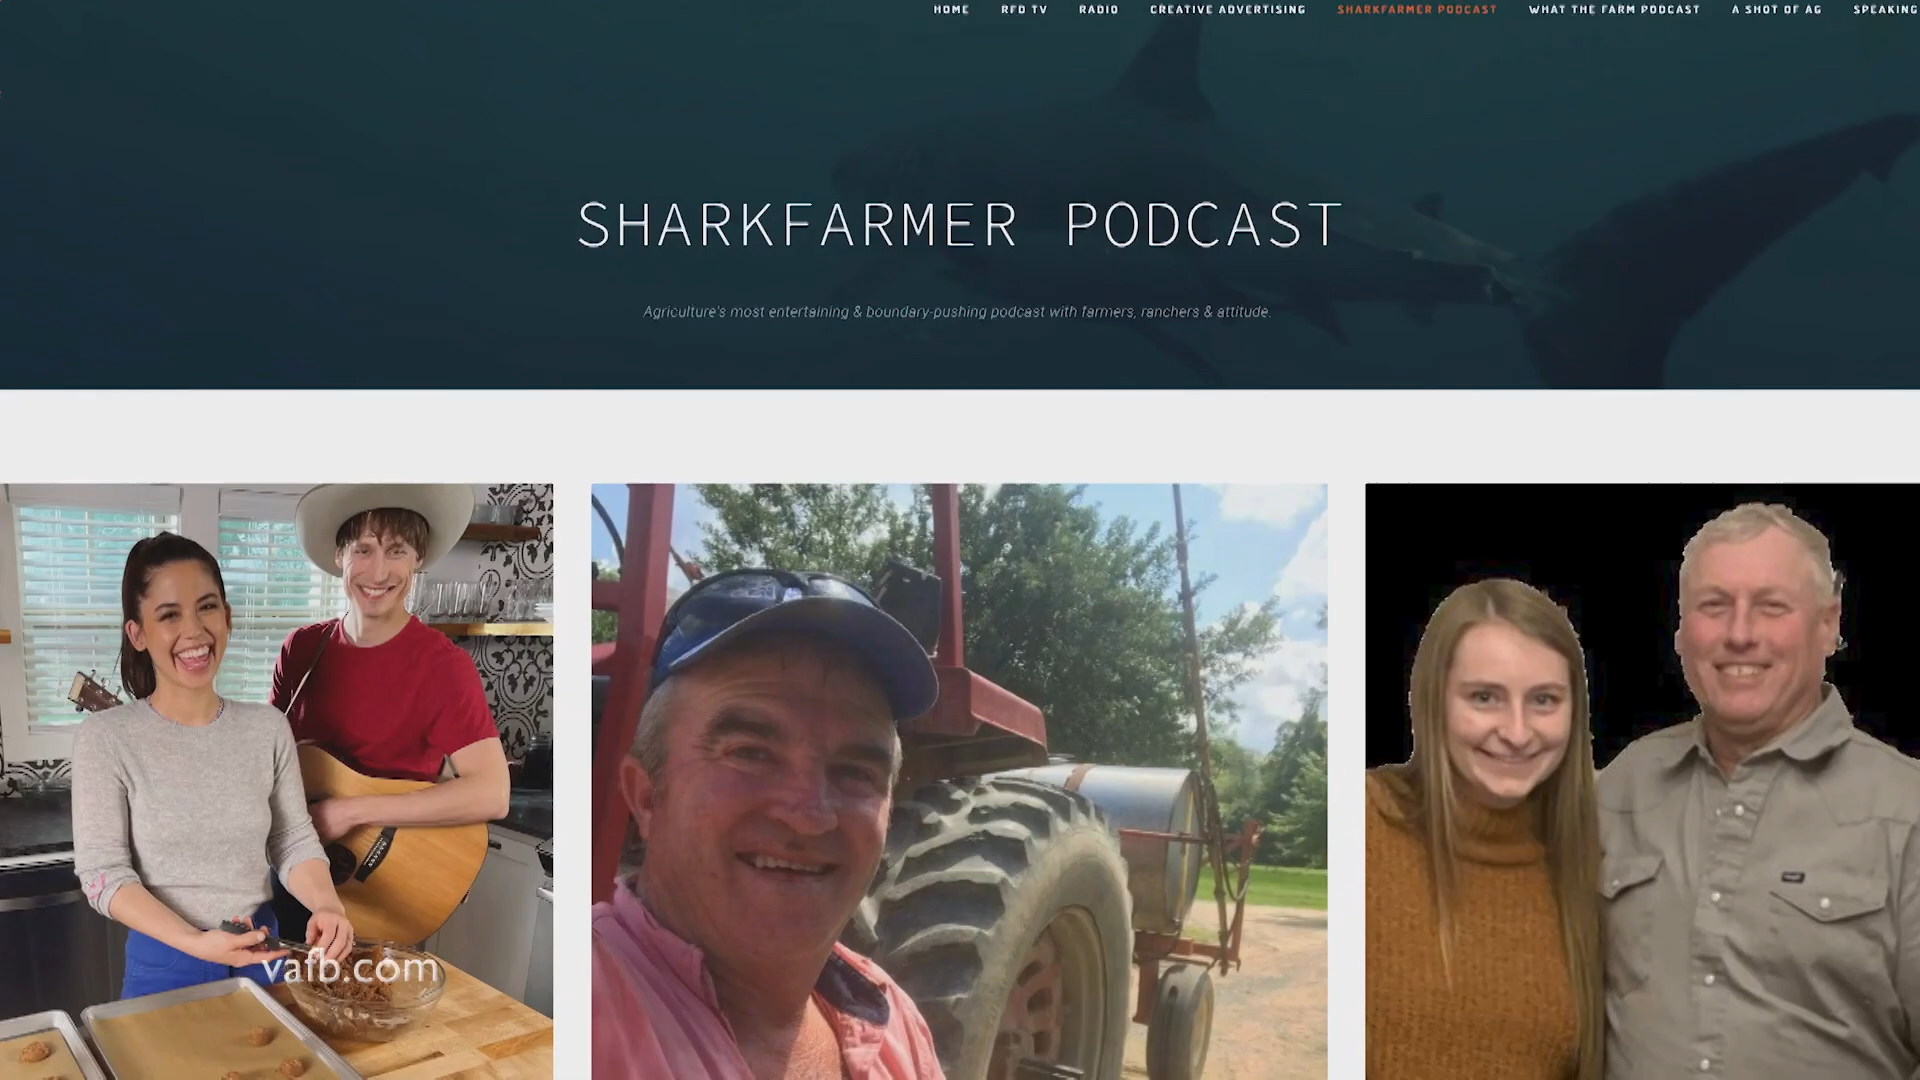 HOME RFD TV RADIO CREATIVE ADVERTISING SHARKFARMER PODCAST WHAT THE FARM PODCAST A SHOT OF AG SPEAKING
SHARKFARMER PODCAST
Agriculture's most entertaining & boundary-pushing podcast with farmers, ranchers & attitude.
vafb.com